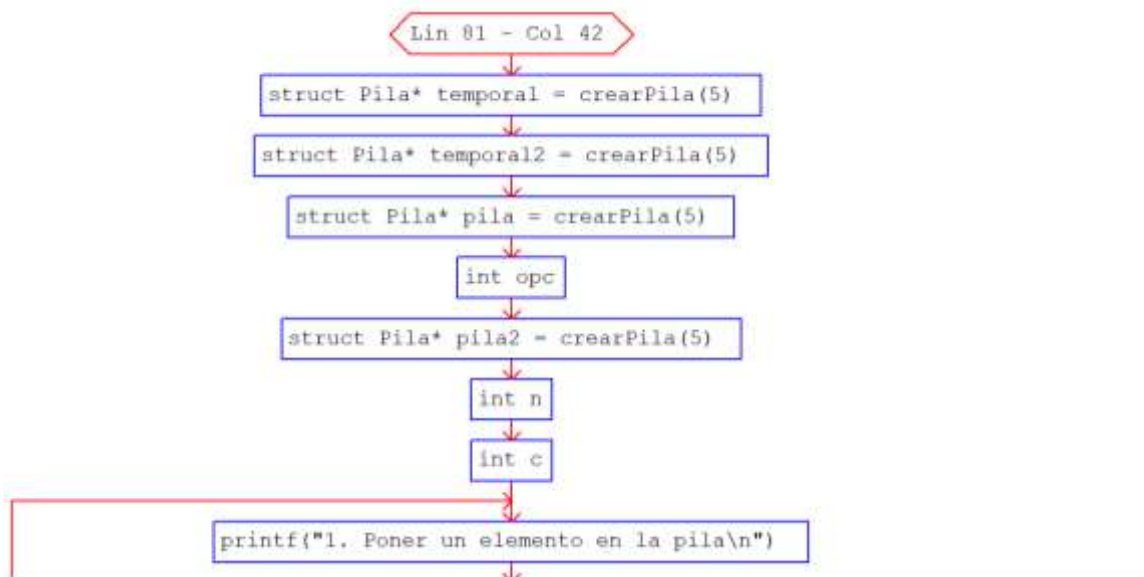 Lin 81 - Col 42
struct Pila* temporal = crearPila(5)
struct Pila* temporal2 = crearPila(5)
struct Pila* pila = crearPila(5)
int opc
struct Pila* pila2 = crearPila(5)
int n
int c
printf("1. Poner un elemento en la pila\n")